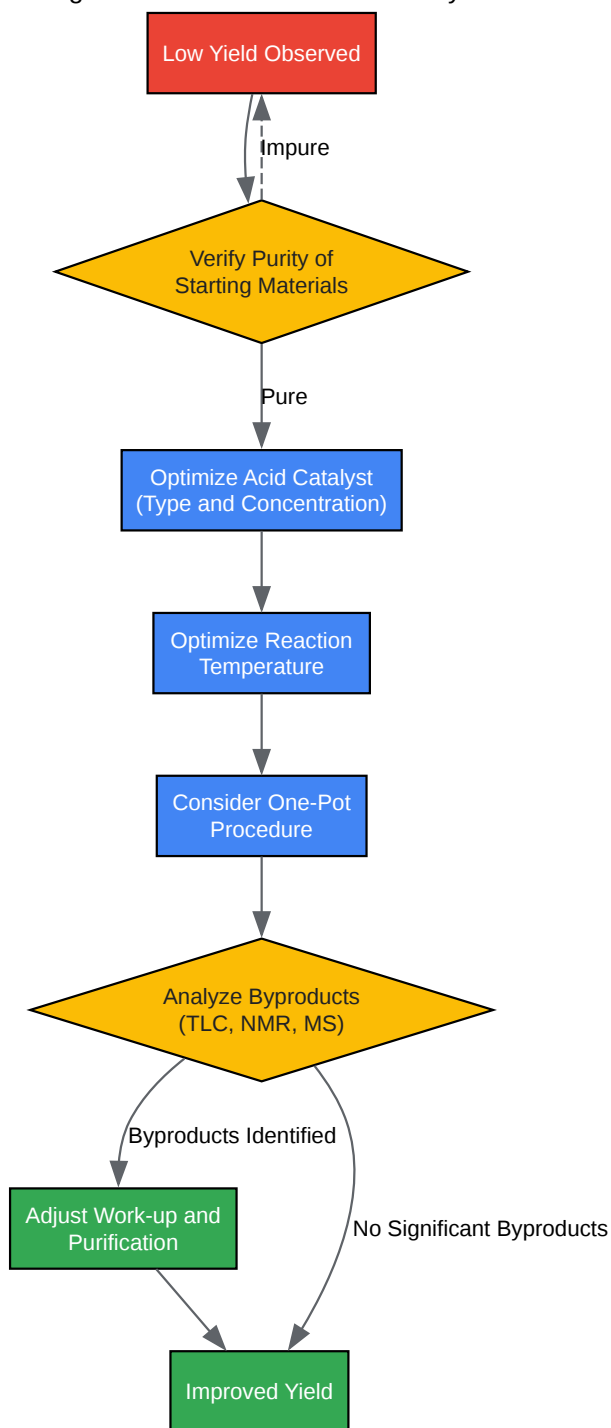 Low Yield Observed
Impure
Verify Purity of
Starting Materials
Pure
Optimize Acid Catalyst
(Type and Concentration)
Optimize Reaction
Temperature
Consider One-Pot
Procedure
Analyze Byproducts
(TLC, NMR, MS)
Byproducts Identified
Adjust Work-up and
Purification
No Significant Byproducts
Improved Yield